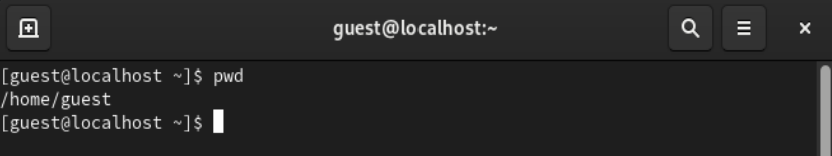 guest@localhost:~
[guest@localhost ~]$ pwd
/home/guest
[guest@localhost ~]$